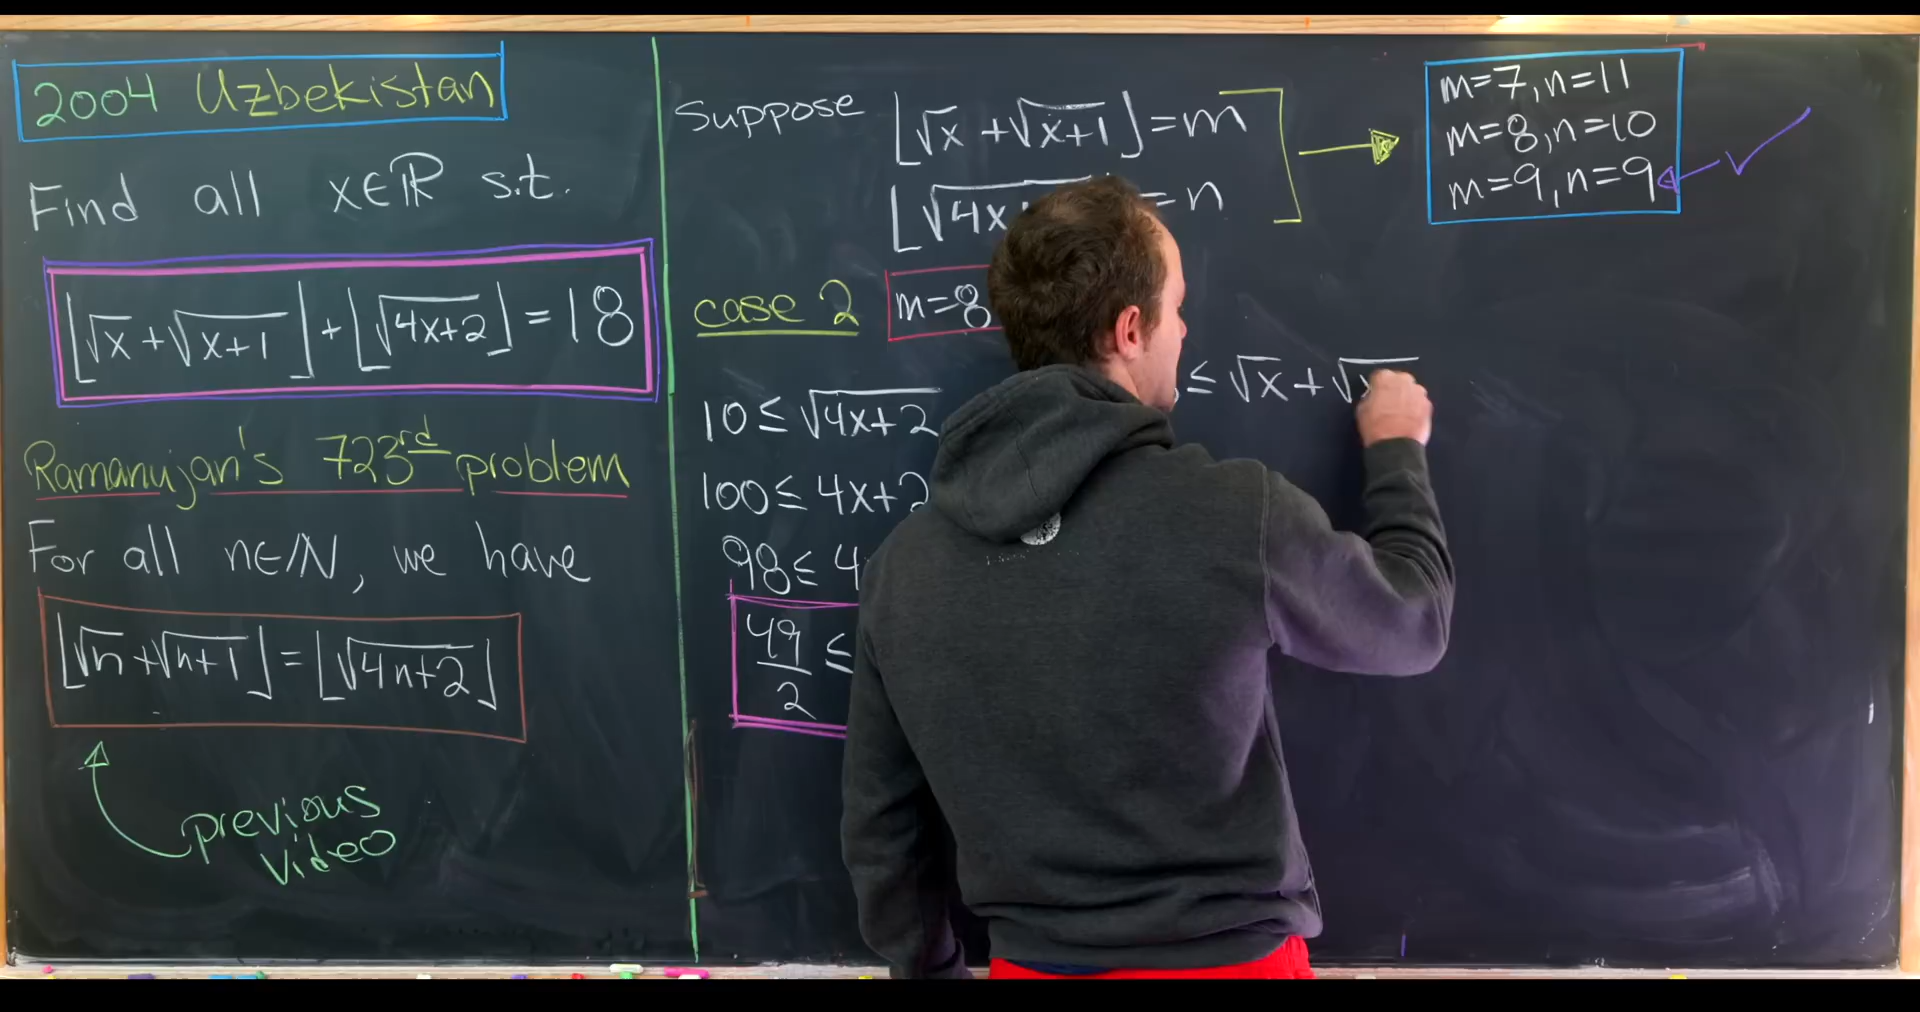 2004 Uzbekistan
Find all x∈ℝ s.t.
⌊√x + √(x+1)⌋ + ⌊√(4x+2)⌋ = 18
Ramanujan's 723rd problem
For all n∈ℕ, we have
⌊√n + √(n+1)⌋ = ⌊√(4n+2)⌋
previous
video
Suppose ⌊√x + √(x+1)⌋ = m
⌊√4x = n
case 2 m=8
10 ≤ √(4x+2)
100 ≤ 4x+2
98 ≤ 4
49/2 ≤
≤ √x + √x
m=7, n=11
m=8, n=10
m=9, n=9